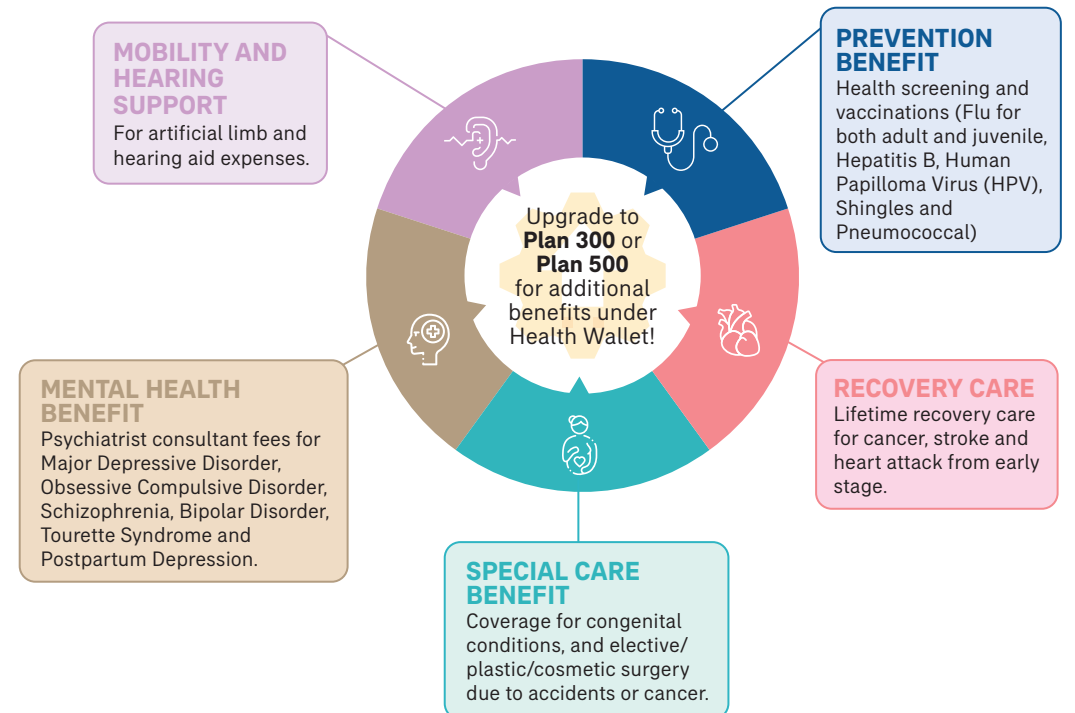 MOBILITY AND
HEARING
SUPPORT
For artificial limb and
hearing aid expenses.
PREVENTION
BENEFIT
Health screening and
vaccinations (Flu for
both adult and juvenile,
Hepatitis B, Human
Papilloma Virus (HPV),
Shingles and
Pneumococcal)
Upgrade to
Plan 300 or
Plan 500
for additional
benefits under
Health Wallet!
MENTAL HEALTH
BENEFIT
Psychiatrist consultant fees for
Major Depressive Disorder,
Obsessive Compulsive Disorder,
Schizophrenia, Bipolar Disorder,
Tourette Syndrome and
Postpartum Depression.
RECOVERY CARE
Lifetime recovery care
for cancer, stroke and
heart attack from early
stage.
SPECIAL CARE
BENEFIT
Coverage for congenital
conditions, and elective/
plastic/cosmetic surgery
due to accidents or cancer.